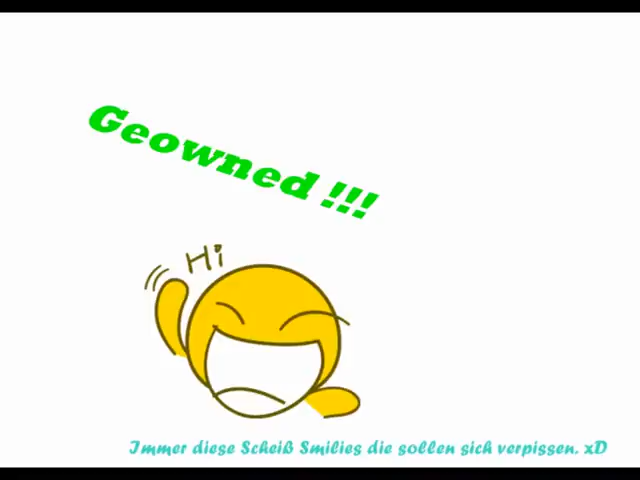 Geowned !!!
Hi
Immer diese Scheiß Smilies die sollen sich verpissen. xD